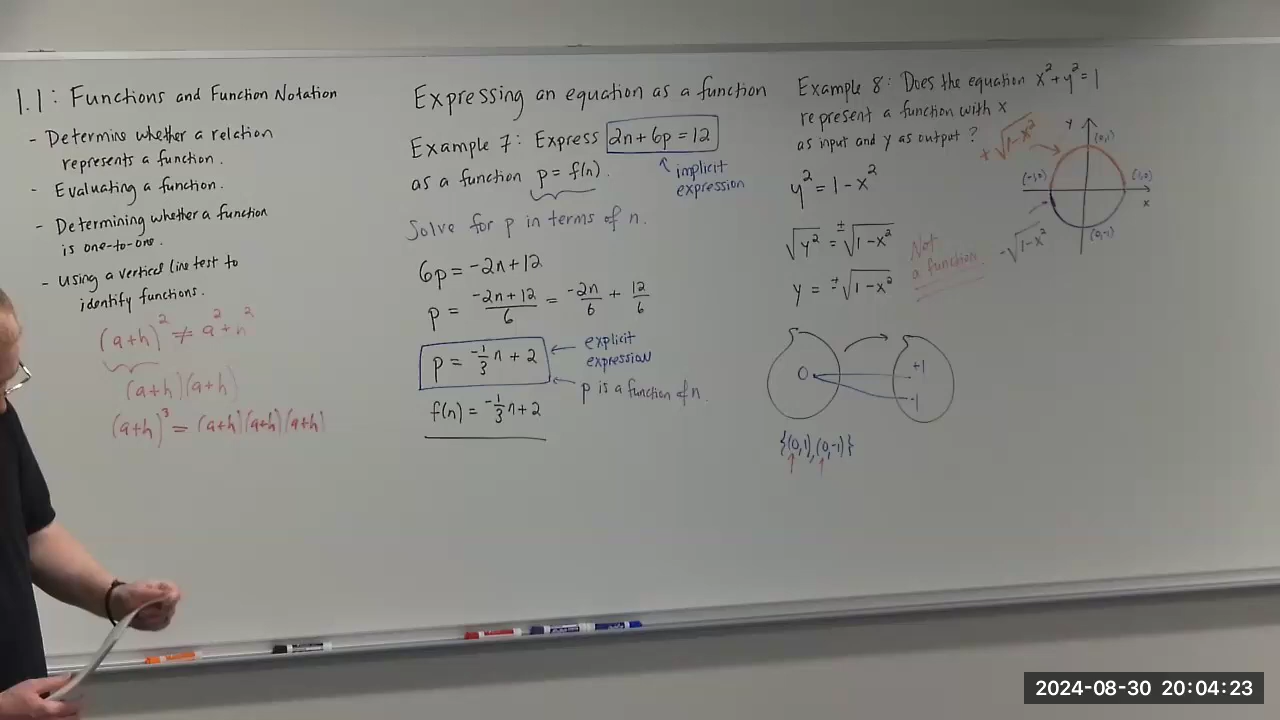 1.1: Functions and Function Notation
- Determine whether a relation
represents a function.
- Evaluating a function.
- Determining whether a function
is one-to-one.
- Using a vertical line test to
identify functions.
(a+h)² ≠ a² + h²
(a+h)(a+h)
(a+h)³ = (a+h)(a+h)(a+h)
Expressing an equation as a function
Example 7: Express 2n + 6p = 12
as a function p = f(n).
implicit
expression
Solve for p in terms of n.
6p = -2n + 12
p = (-2n + 12)/6 = -2n/6 + 12/6
p = -1/3 n + 2
explicit
expression
p is a function of n.
f(n) = -1/3 n + 2
Example 8: Does the equation x² + y² = 1
represent a function with x
as input and y as output?
y² = 1 - x²
√y² = ±√1-x²
y = ±√1-x²
Not
a function.
+√1-x²
y
(0,1)
(-1,0)
(1,0)
x
-√1-x²
(0,-1)
0
+1
-1
{(0,1),(0,-1)}
2024-08-30 20:04:23